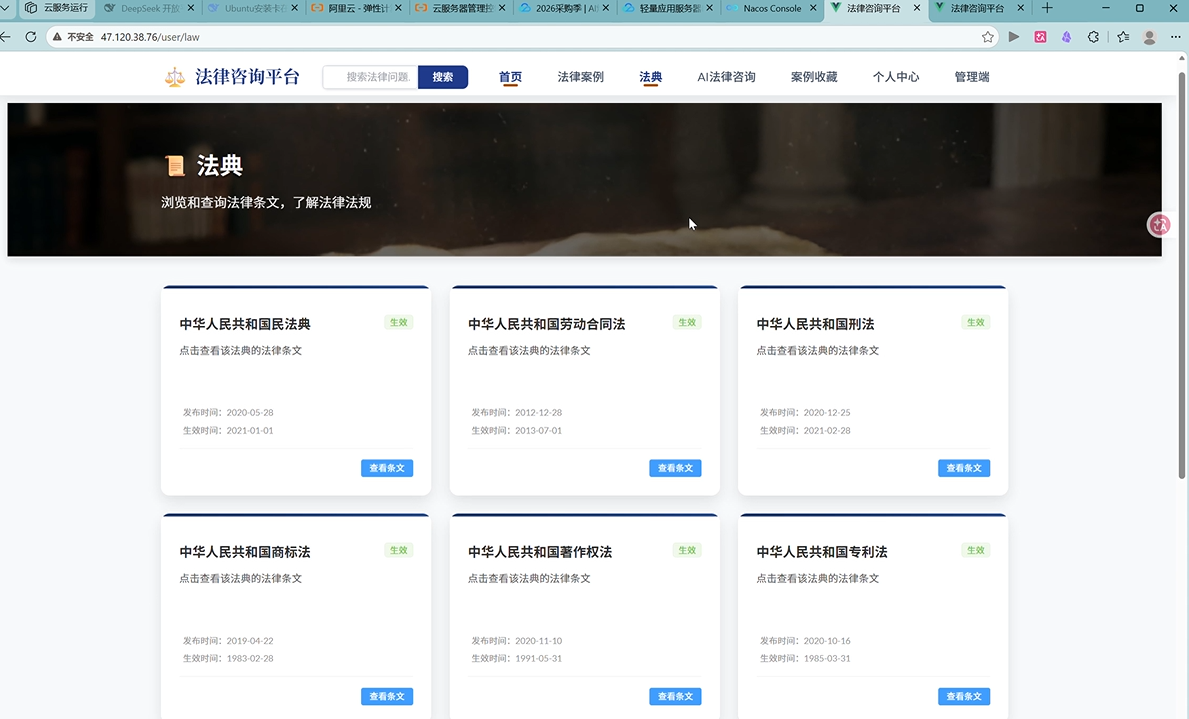 云服务运行
DeepSeek 开放
Ubuntu安装卡在
阿里云 - 弹性计
云服务器管理控
2026采购季 | AI
轻量应用服务器
Nacos Console
法律咨询平台
法律咨询平台
不安全 47.120.38.76/user/law
法律咨询平台
搜索法律问题.
搜索
首页
法律案例
法典
AI法律咨询
案例收藏
个人中心
管理端
法典
浏览和查询法律条文，了解法律法规
中华人民共和国民法典 生效
点击查看该法典的法律条文
发布时间：2020-05-28
生效时间：2021-01-01
查看条文
中华人民共和国劳动合同法 生效
点击查看该法典的法律条文
发布时间：2012-12-28
生效时间：2013-07-01
查看条文
中华人民共和国刑法 生效
点击查看该法典的法律条文
发布时间：2020-12-25
生效时间：2021-02-28
查看条文
中华人民共和国商标法 生效
点击查看该法典的法律条文
发布时间：2019-04-22
生效时间：1983-02-28
查看条文
中华人民共和国著作权法 生效
点击查看该法典的法律条文
发布时间：2020-11-10
生效时间：1991-05-31
查看条文
中华人民共和国专利法 生效
点击查看该法典的法律条文
发布时间：2020-10-16
生效时间：1985-03-31
查看条文